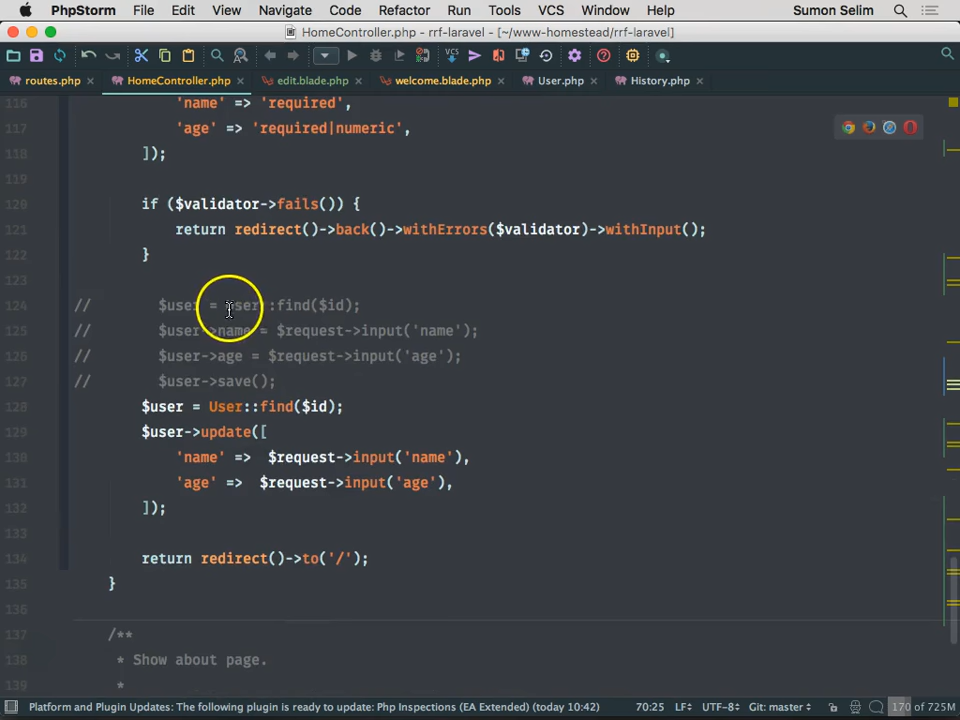 PhpStorm File Edit View Navigate Code Refactor Run Tools VCS Window Help Sumon Selim
HomeController.php - rrf-laravel - [~/www-homestead/rrf-laravel]
VCS VCS
routes.php HomeController.php edit.blade.php welcome.blade.php User.php History.php
116 'name' => 'required',
117 'age' => 'required|numeric',
118 ]);
119
120 if ($validator->fails()) {
121 return redirect()->back()->withErrors($validator)->withInput();
122 }
123
124 // $user = user::find($id);
125 // $user->name = $request->input('name');
126 // $user->age = $request->input('age');
127 // $user->save();
128 $user = User::find($id);
129 $user->update([
130 'name' => $request->input('name'),
131 'age' => $request->input('age'),
132 ]);
133
134 return redirect()->to('/');
135 }
136
137 /**
138 * Show about page.
139 *
Platform and Plugin Updates: The following plugin is ready to update: Php Inspections (EA Extended) (today 10:42) 70:25 LF UTF-8 Git: master 170 of 725M